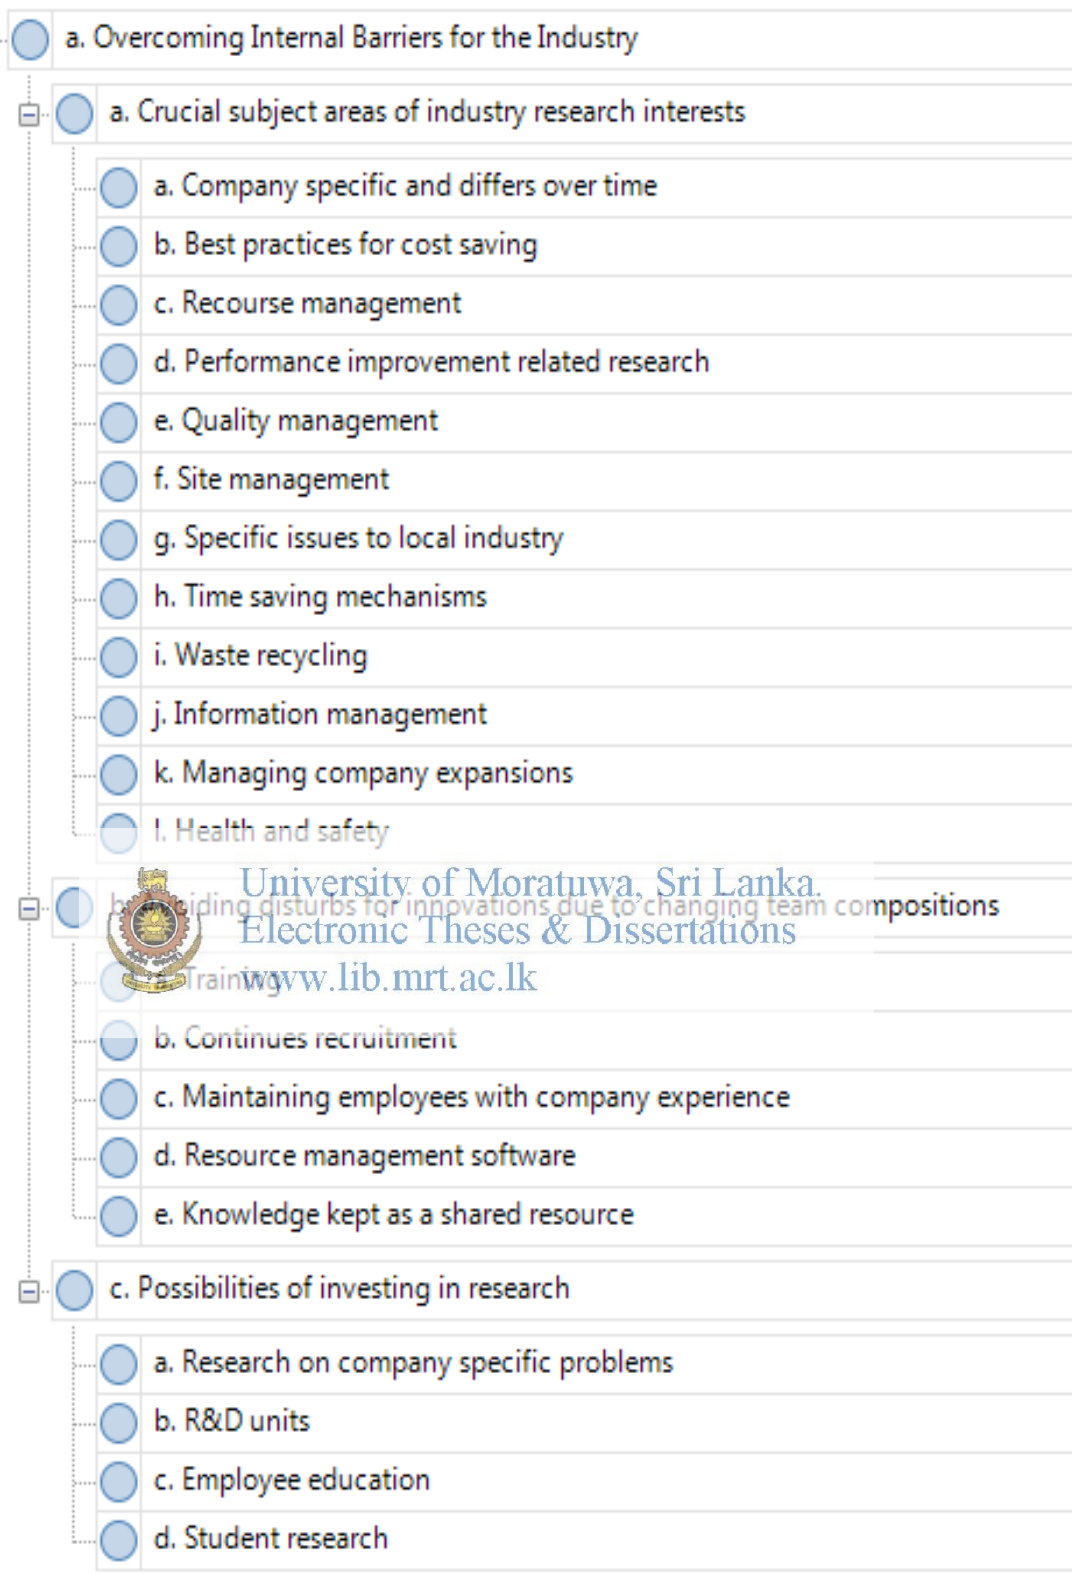 a. Overcoming Internal Barriers for the Industry
a. Crucial subject areas of industry research interests
a. Company specific and differs over time
b. Best practices for cost saving
c. Recourse management
d. Performance improvement related research
e. Quality management
f. Site management
g. Specific issues to local industry
h. Time saving mechanisms
i. Waste recycling
j. Information management
k. Managing company expansions
l. Health and safety
University of Moratuwa, Sri Lanka.
b. disturbs for innovations due to changing team compositions
Electronic Theses & Dissertations
a. Training
www.lib.mrt.ac.lk
b. Continues recruitment
c. Maintaining employees with company experience
d. Resource management software
e. Knowledge kept as a shared resource
c. Possibilities of investing in research
a. Research on company specific problems
b. R&D units
c. Employee education
d. Student research